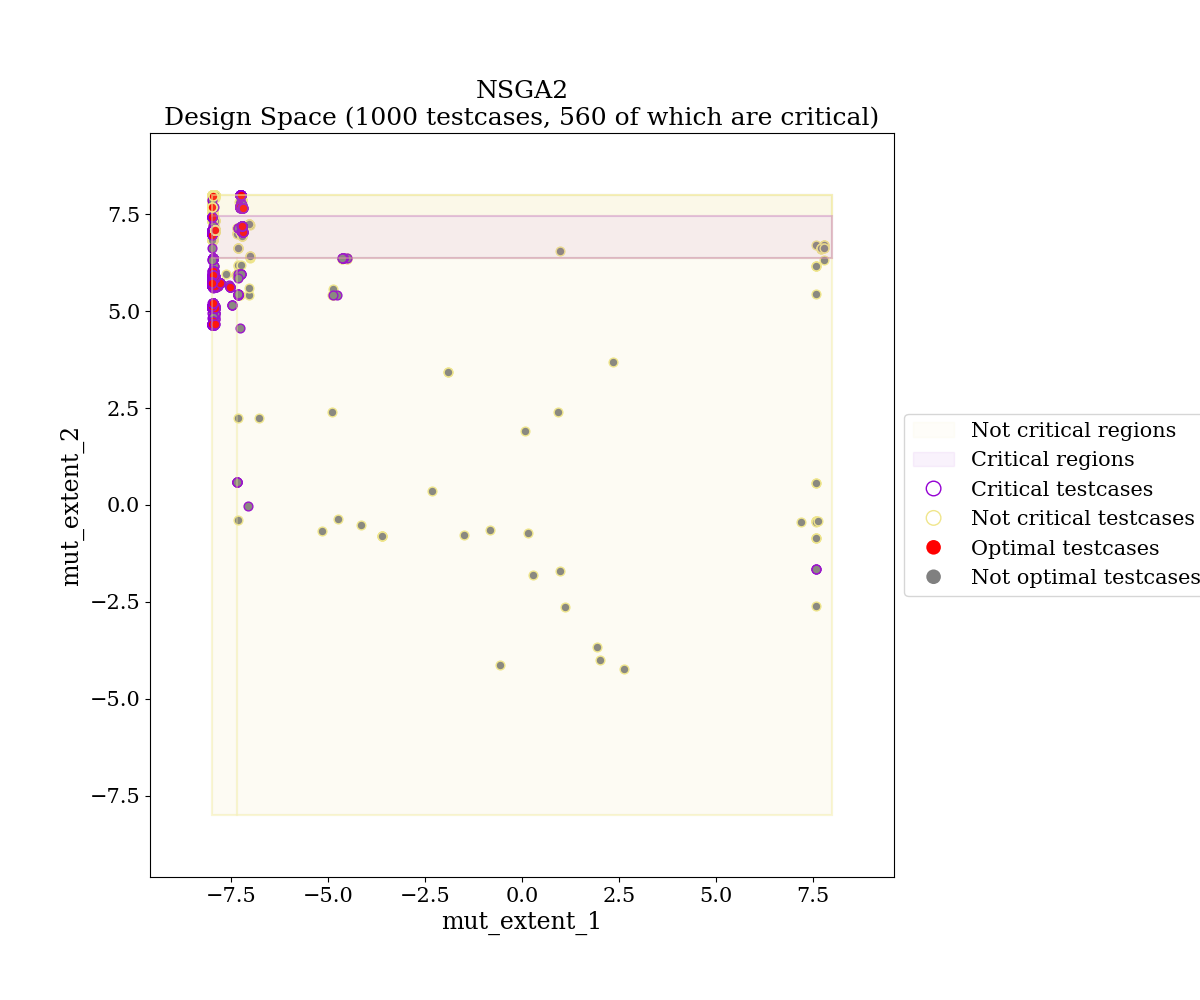 NSGA2
Design Space (1000 testcases, 560 of which are critical)
mut_extent_2
7.5
5.0
2.5
0.0
−2.5
−5.0
−7.5
−7.5
−5.0
−2.5
0.0
2.5
5.0
7.5
mut_extent_1
Not critical regions
Critical regions
Critical testcases
Not critical testcases
Optimal testcases
Not optimal testcases